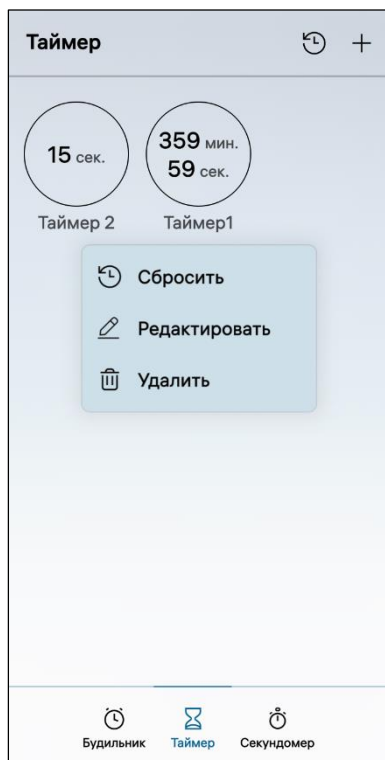 Таймер
15 сек.
359 мин.
59 сек.
Таймер 2
Таймер1
Сбросить
Редактировать
Удалить
Будильник
Таймер
Секундомер